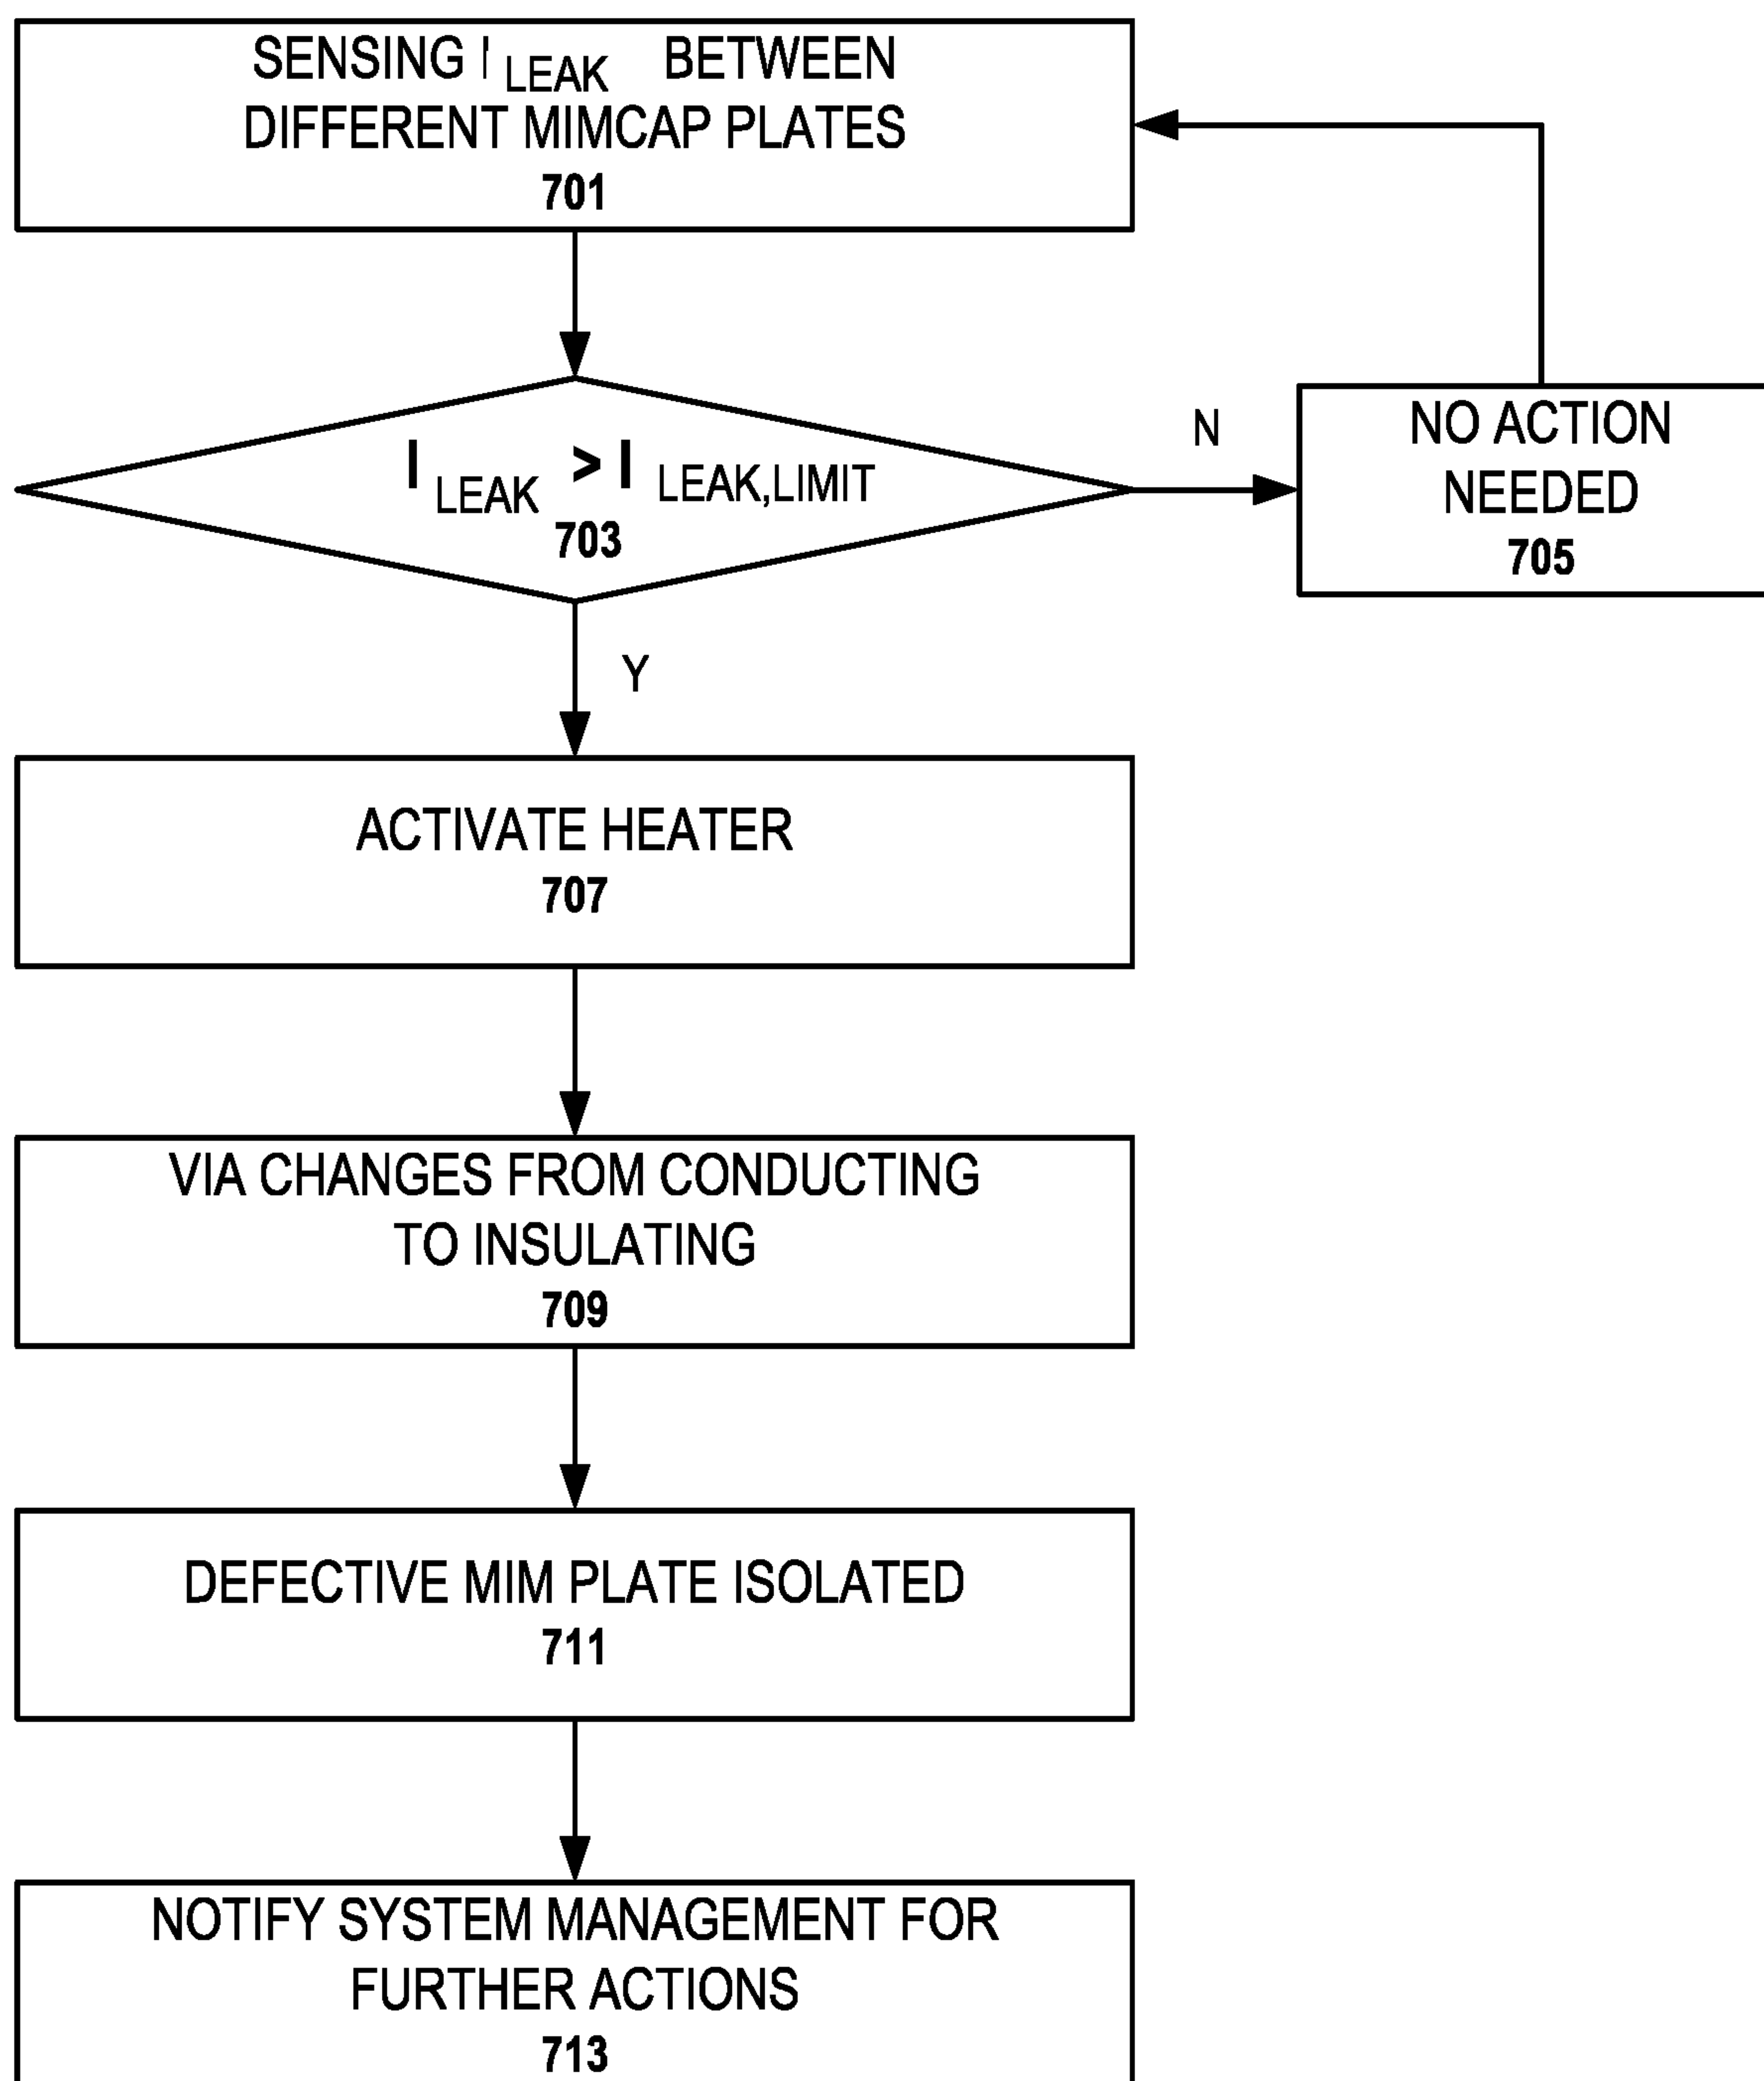 SENSING I LEAK BETWEEN
DIFFERENT MIMCAP PLATES
701
I LEAK > I LEAK,LIMIT
703
N
NO ACTION
NEEDED
705
Y
ACTIVATE HEATER
707
VIA CHANGES FROM CONDUCTING
TO INSULATING
709
DEFECTIVE MIM PLATE ISOLATED
711
NOTIFY SYSTEM MANAGEMENT FOR
FURTHER ACTIONS
713